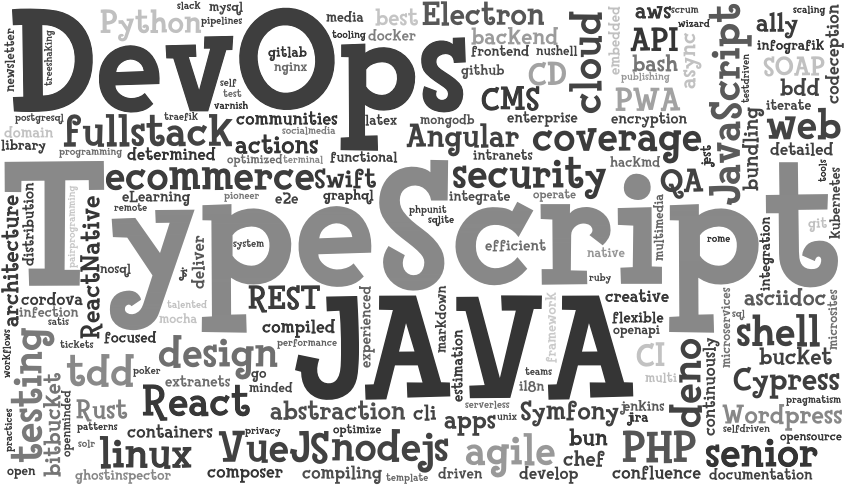 newsletter
treeshaking
DevOps
Python
slack
mysql
pipelines
gitlab
nginx
self
test
varnish
media
tooling
docker
best
Electron
backend
frontend
nushell
github
CD
CMS
enterprise
mongodb
cloud
embedded
publishing
aws
scrum
wizard
API
bash
async
PWA
encryption
JavaScript
testdriven
bundling
ally
scaling
infografik
SOAP
bdd
iterate
codeception
web
detailed
postgresql
domain
library
programming
fullstack
traefik
determined
communities
actions
socialmedia
optimized
terminal
latex
functional
Angular
intranets
coverage
hackmd
jest
QA
tools
kubernetes
ecommerce
Swift
graphql
e2e
eLearning
pioneer
remote
security
integrate
operate
phpunit
sqlite
TypeScript
architecture
distribution
pairprogramming
ReactNative
nosql
deliver
system
efficient
native
ruby
multimedia
rome
integration
git
cordova
infection
satis
tickets
workflows
focused
talented
mocha
REST
compiled
performance
experienced
JAVA
markdown
estimation
creative
flexible
openapi
framework
CI
multi
microservices
sql
asciidoc
shell
bucket
microsites
testing
tdd
poker
design
extranets
go
minded
teams
i18n
deno
continuously
Cypress
pragmatism
practices
bitbucket
openminded
Rust
patterns
solr
React
abstraction
cli
serverless
apps
unix
Symfony
jenkins
jira
Wordpress
selfdriven
opensource
containers
linux
VueJS
privacy
optimize
nodejs
agile
bun
chef
PHP
senior
open
ghostinspector
composer
compiling
template
driven
develop
confluence
documentation